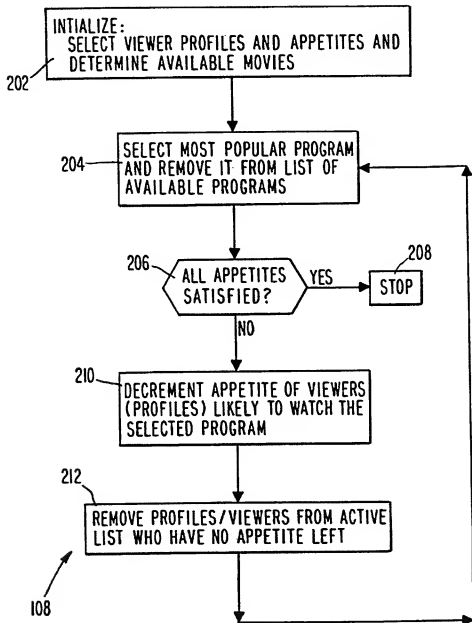 INTIALIZE:
SELECT VIEWER PROFILES AND APPETITES AND
DETERMINE AVAILABLE MOVIES
202
SELECT MOST POPULAR PROGRAM
AND REMOVE IT FROM LIST OF
AVAILABLE PROGRAMS
204
206
ALL APPETITES
SATISFIED?
YES
208
STOP
NO
210
DECREMENT APPETITE OF VIEWERS
(PROFILES) LIKELY TO WATCH THE
SELECTED PROGRAM
212
REMOVE PROFILES/VIEWERS FROM ACTIVE
LIST WHO HAVE NO APPETITE LEFT
108